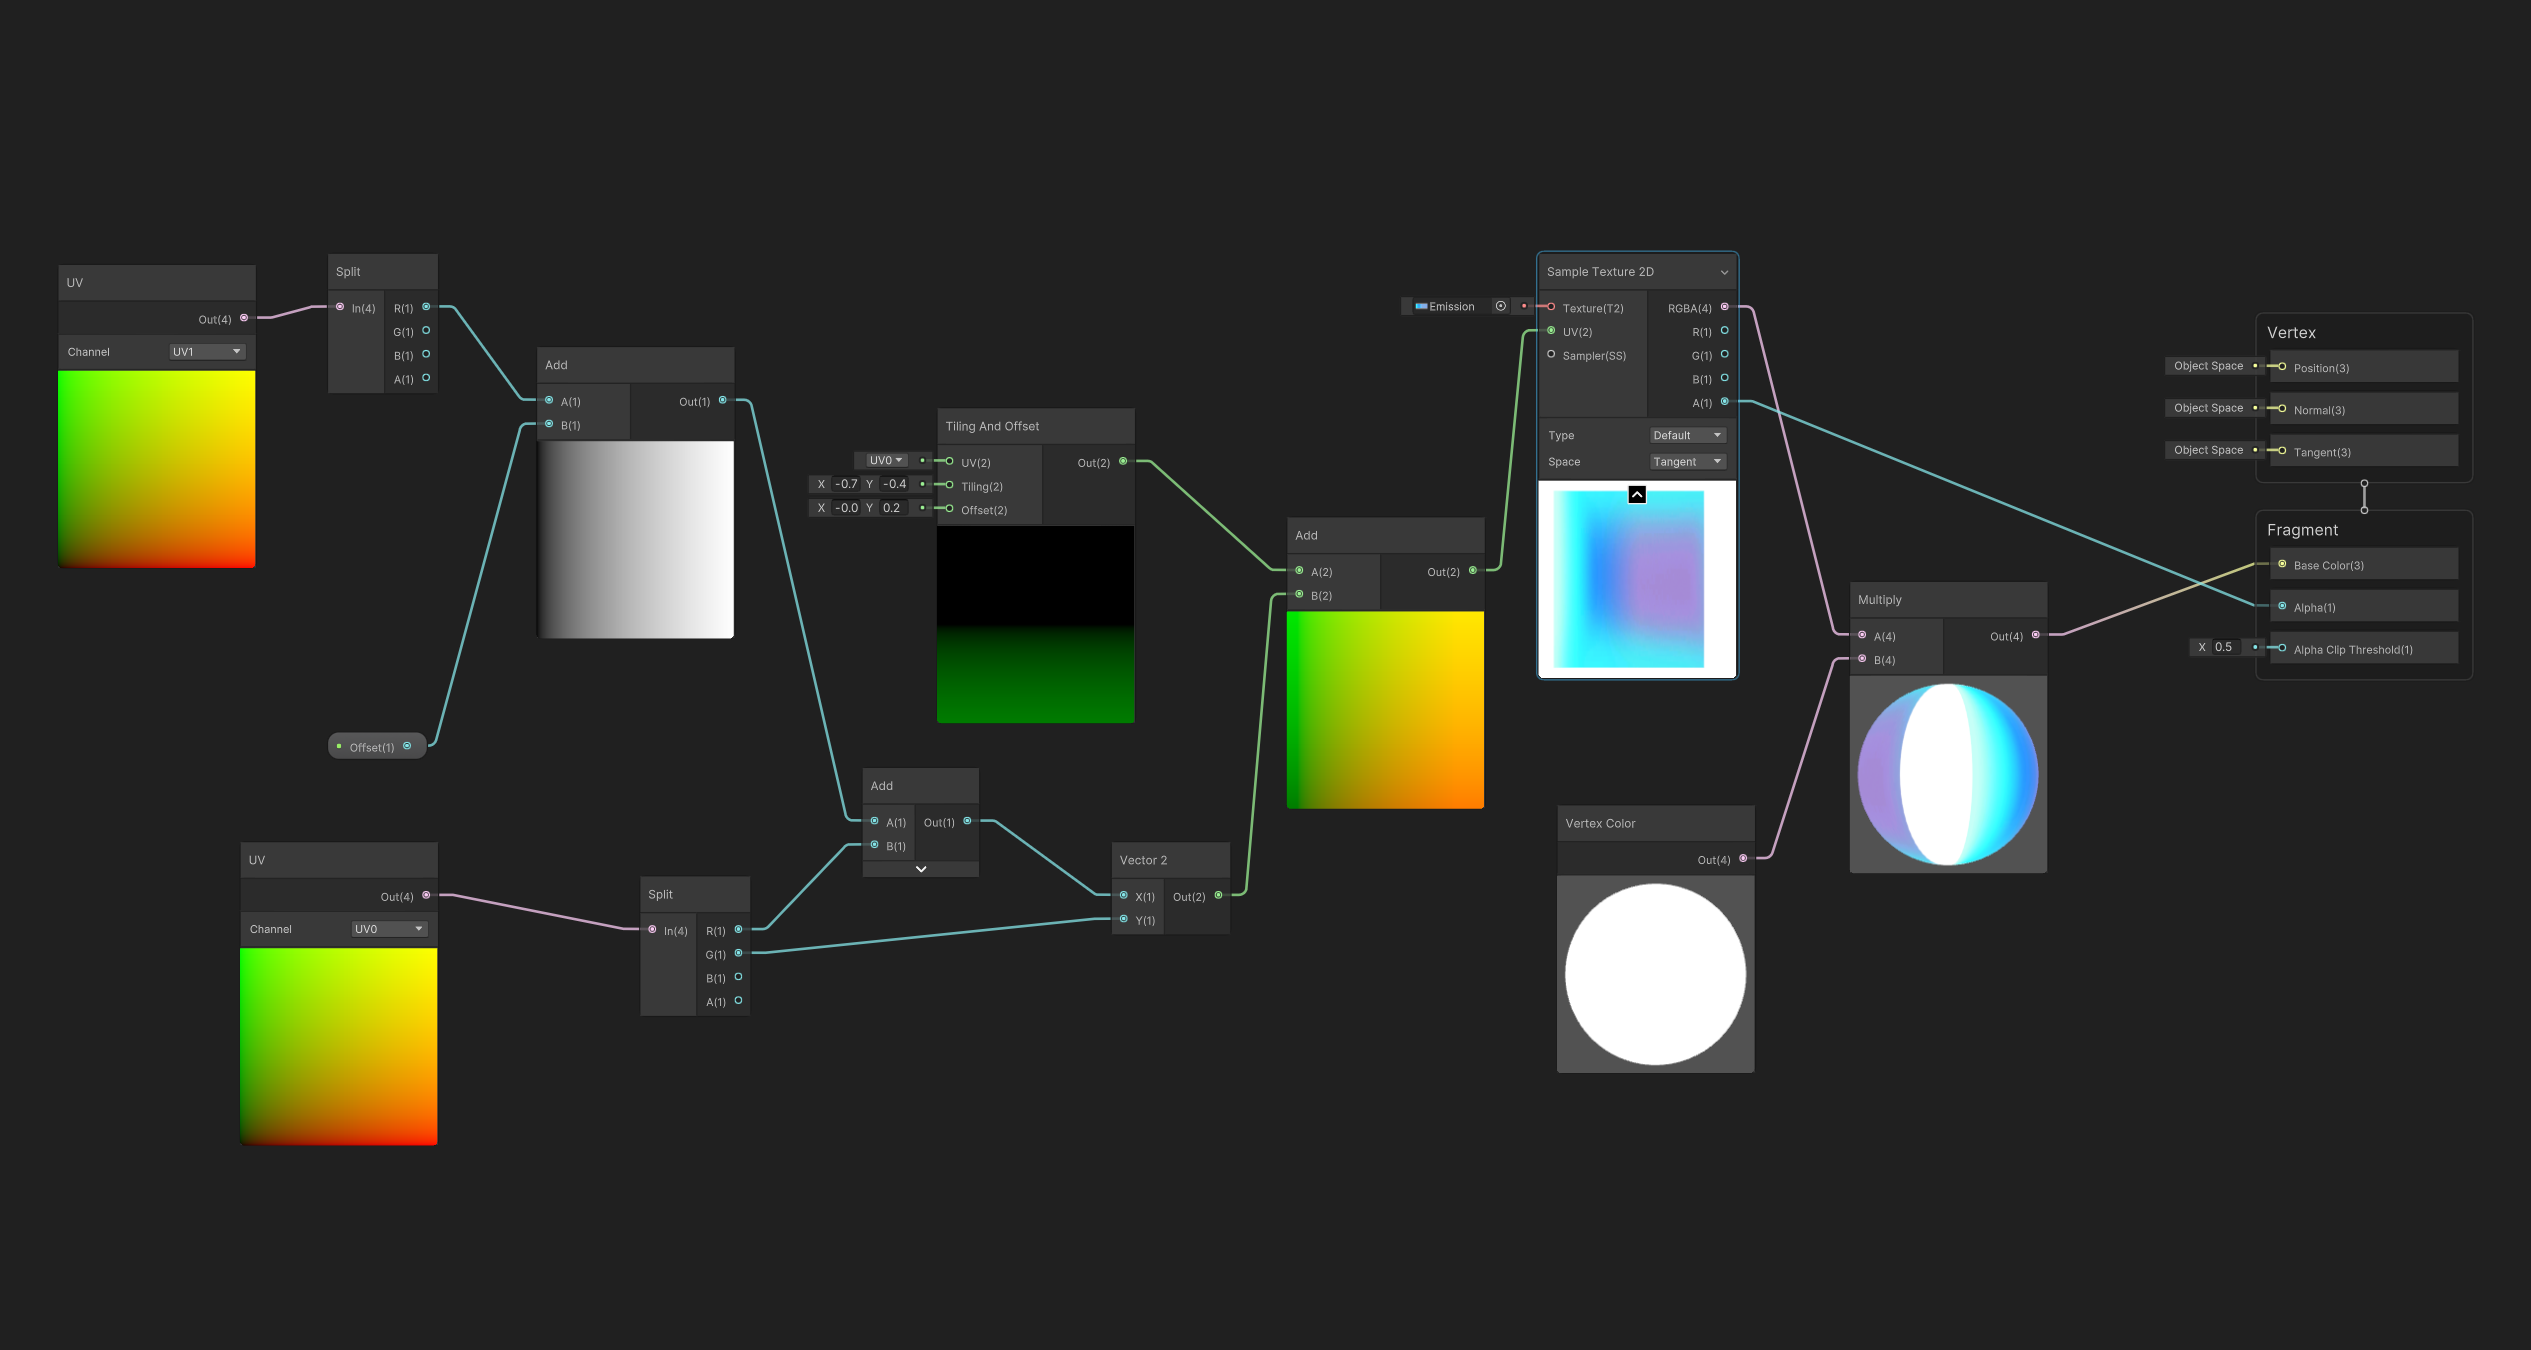 UV
Out(4)
Channel UV1
Split
In(4) R(1)
G(1)
B(1)
A(1)
Add
A(1) Out(1)
B(1)
Offset(1)
UV
Out(4)
Channel UV0
Split
In(4) R(1)
G(1)
B(1)
A(1)
Add
A(1) Out(1)
B(1)
Tiling And Offset
UV0 UV(2) Out(2)
X -0.7 Y -0.4 Tiling(2)
X -0.0 Y 0.2 Offset(2)
Vector 2
X(1) Out(2)
Y(1)
Add
A(2) Out(2)
B(2)
Sample Texture 2D
Emission Texture(T2) RGBA(4)
UV(2) R(1)
Sampler(SS) G(1)
B(1)
A(1)
Type Default
Space Tangent
Vertex Color
Out(4)
Multiply
A(4) Out(4)
B(4)
Vertex
Object Space Position(3)
Object Space Normal(3)
Object Space Tangent(3)
Fragment
Base Color(3)
Alpha(1)
X 0.5 Alpha Clip Threshold(1)